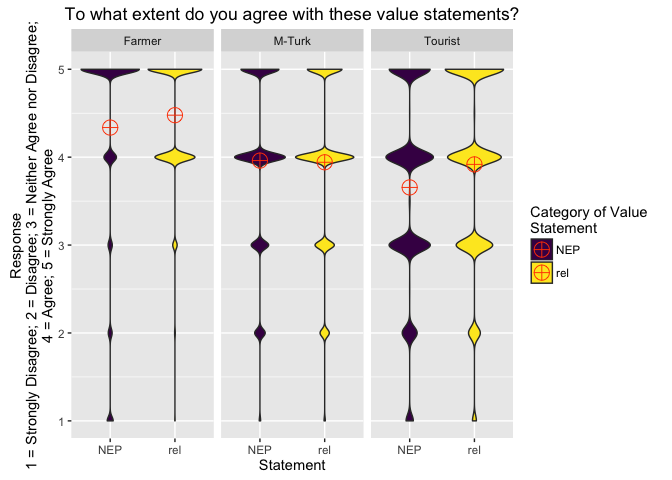 To what extent do you agree with these value statements?
Farmer
M-Turk
Tourist
Response
1 = Strongly Disagree; 2 = Disagree; 3 = Neither Agree nor Disagree;
4 = Agree; 5 = Strongly Agree
5
4
3
2
1
NEP
rel
NEP
rel
NEP
rel
Statement
Category of Value
Statement
NEP
rel